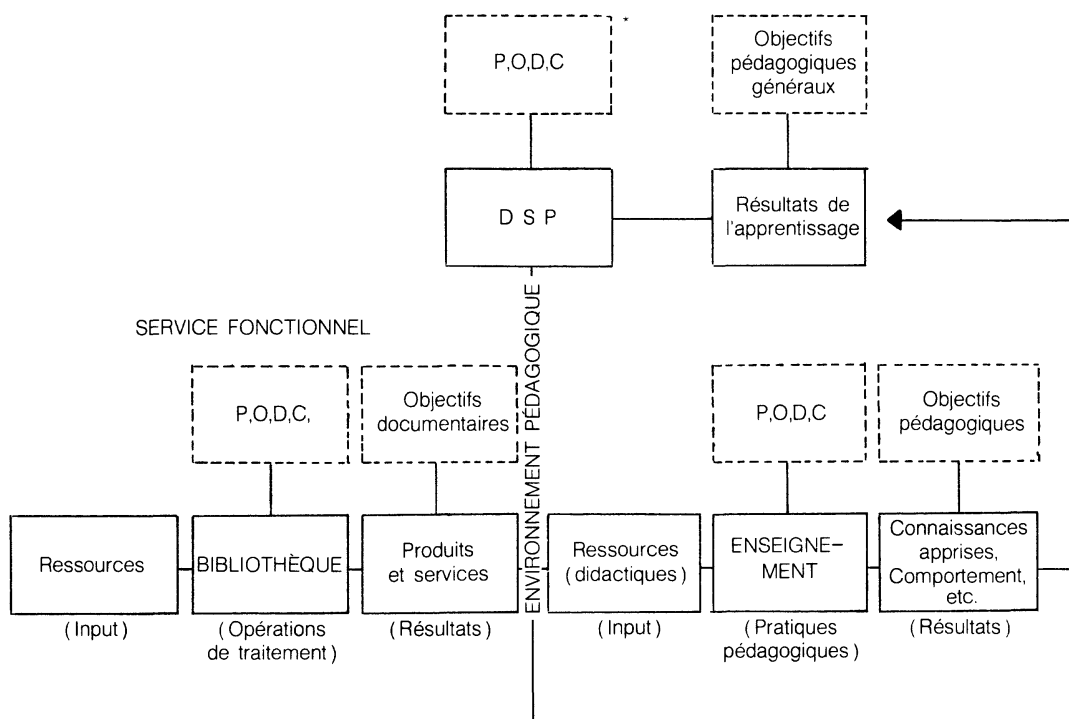 *
P,O,D,C
Objectifs
pédagogiques
généraux
D S P
Résultats de
l'apprentissage
ENVIRONNEMENT PÉDAGOGIQUE
SERVICE FONCTIONNEL
P,O,D,C,
Objectifs
documentaires
P,O,D,C
Objectifs
pédagogiques
Ressources
BIBLIOTHÈQUE
Produits
et services
Ressources
(didactiques)
ENSEIGNE-
MENT
Connaissances
apprises,
Comportement,
etc.
(Input)
(Opérations
de traitement)
(Résultats)
(Input)
(Pratiques
pédagogiques)
(Résultats)